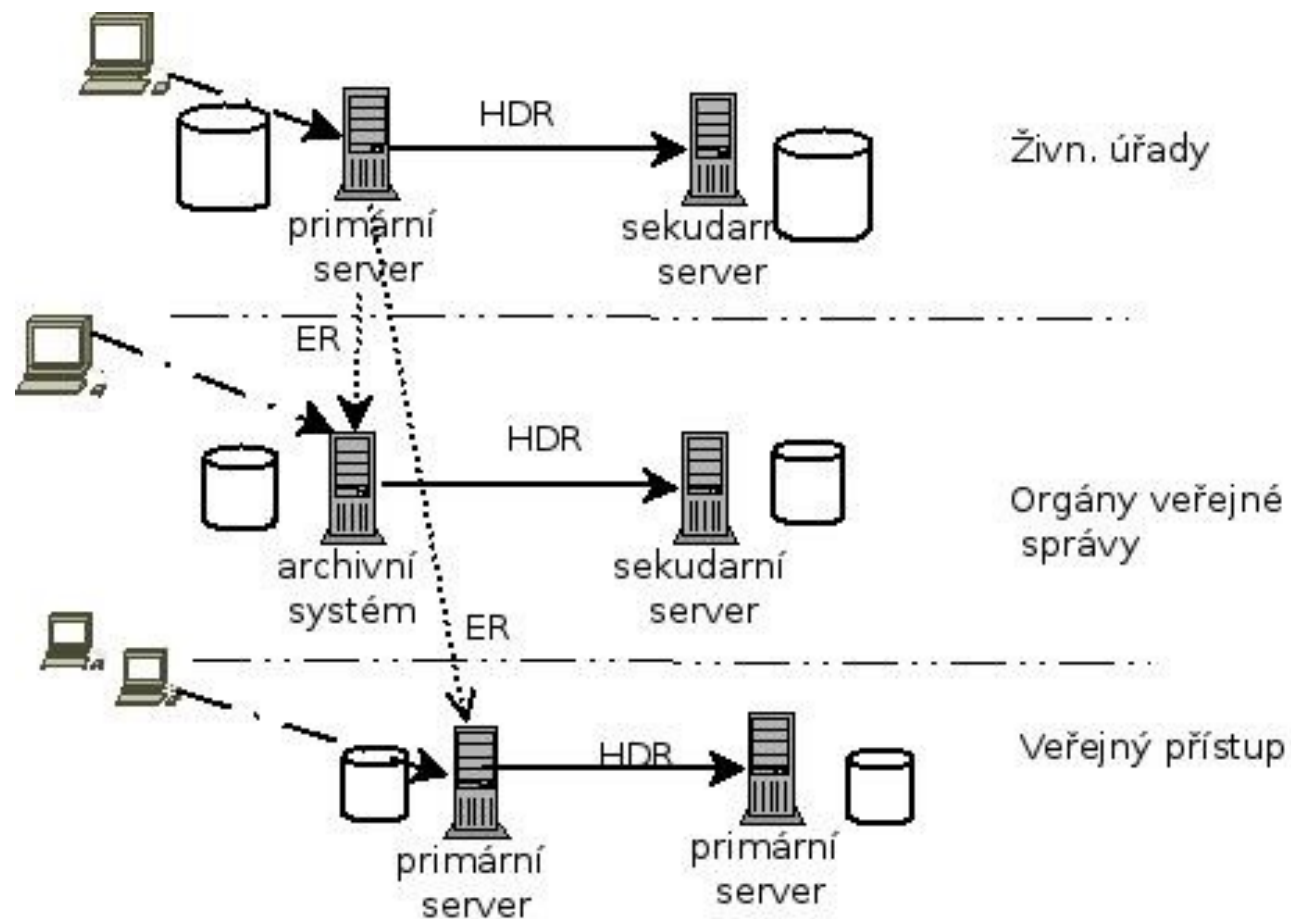 HDR
Živn. úřady
primární
server
sekudarní
server
ER
HDR
Orgány veřejné
správy
archivní
systém
sekudarní
server
ER
Veřejný přístup
HDR
primární
server
primární
server